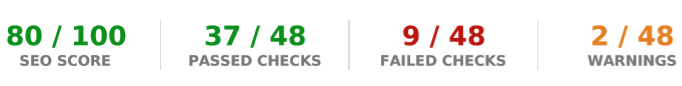 80 / 100 37 / 48 9 / 48 2 / 48
SEO SCORE PASSED CHECKS FAILED CHECKS WARNINGS